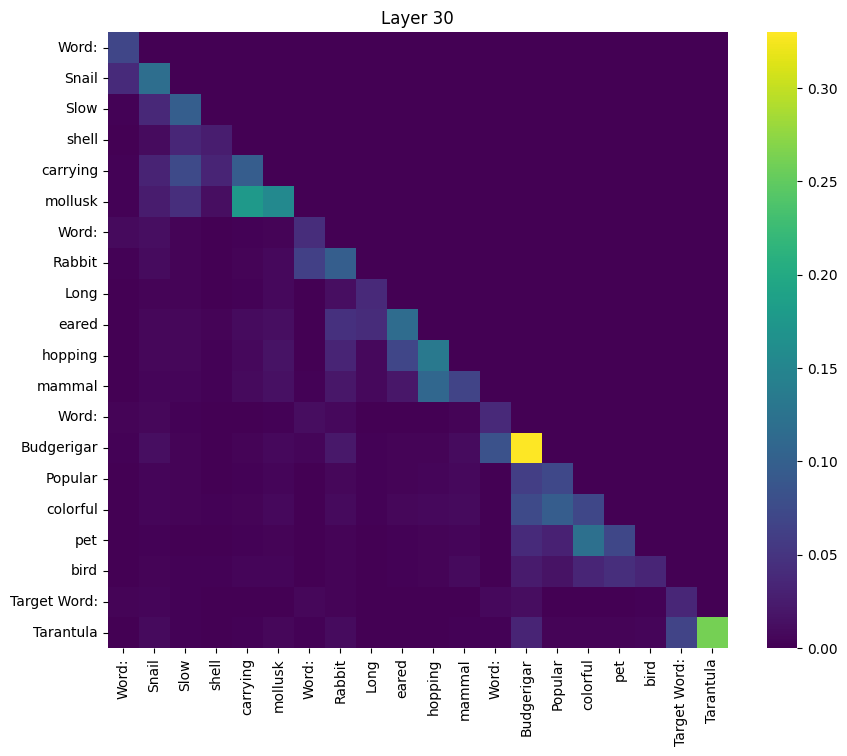 Layer 30
Word:
Snail
Slow
shell
carrying
mollusk
Word:
Rabbit
Long
eared
hopping
mammal
Word:
Budgerigar
Popular
colorful
pet
bird
Target Word:
Tarantula
Word:
Snail
Slow
shell
carrying
mollusk
Word:
Rabbit
Long
eared
hopping
mammal
Word:
Budgerigar
Popular
colorful
pet
bird
Target Word:
Tarantula
0.30
0.25
0.20
0.15
0.10
0.05
0.00